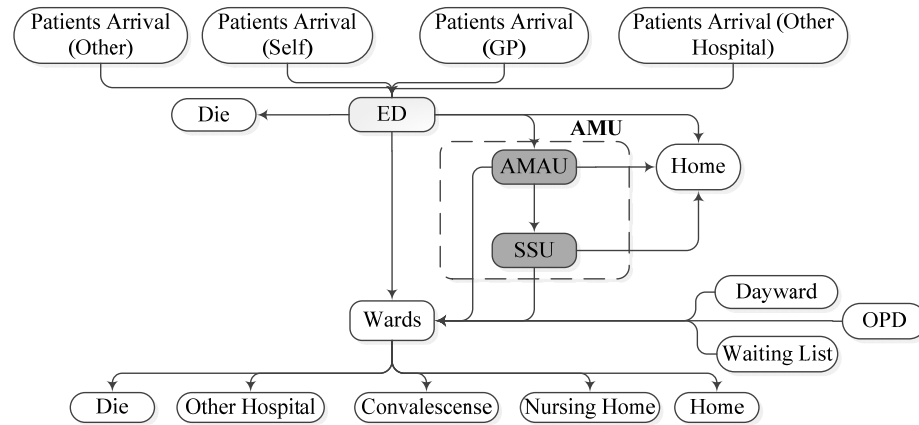 Patients Arrival
(Other)
Patients Arrival
(Self)
Patients Arrival
(GP)
Patients Arrival (Other
Hospital)
Die
ED
AMU
AMAU
Home
SSU
Dayward
Wards
OPD
Waiting List
Die
Other Hospital
Convalescense
Nursing Home
Home